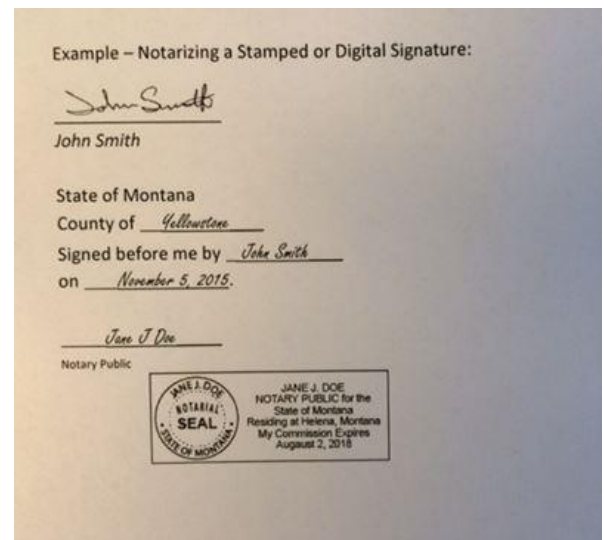 Example – Notarizing a Stamped or Digital Signature:
John Smith
John Smith
State of Montana
County of Yellowstone
Signed before me by John Smith
on November 5, 2015.
Jane J Doe
Notary Public
JANE J. DOE
NOTARIAL
SEAL
STATE OF MONTANA
JANE J. DOE
NOTARY PUBLIC for the
State of Montana
Residing at Helena, Montana
My Commission Expires
Augaust 2, 2018